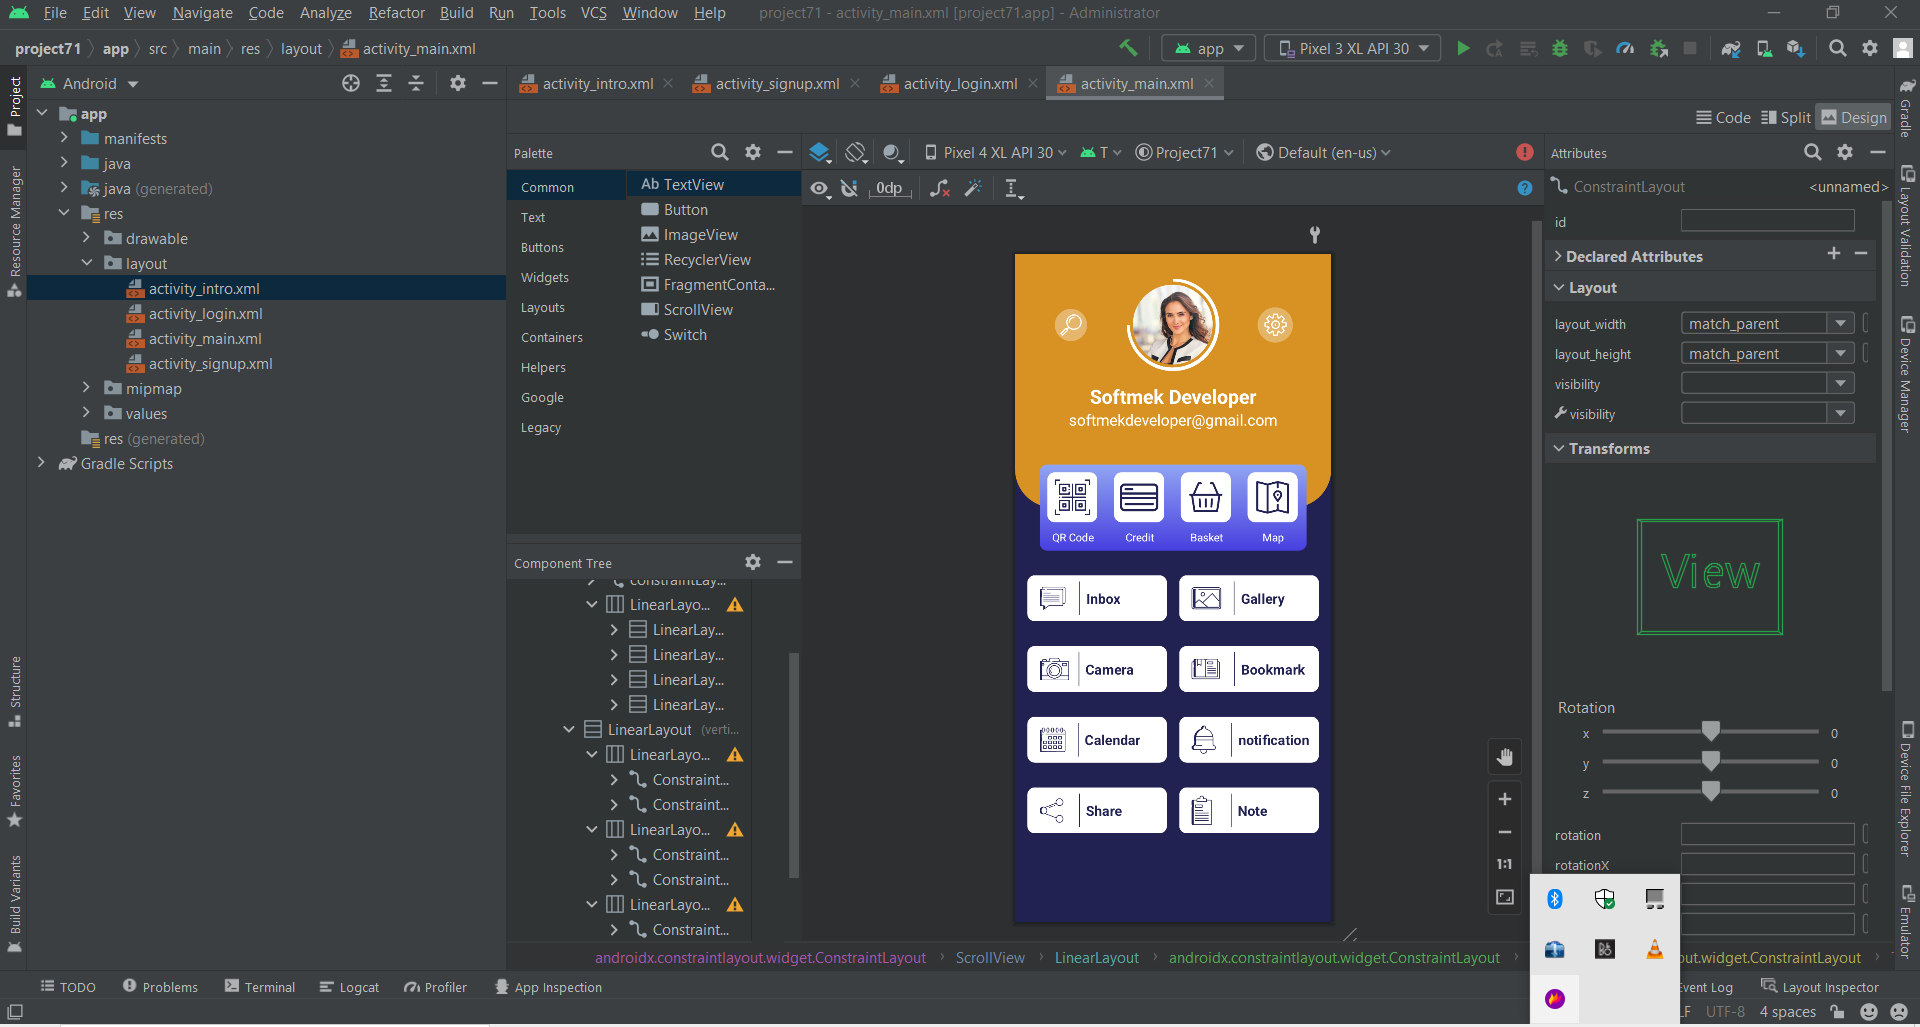 File Edit View Navigate Code Analyze Refactor Build Run Tools VCS Window Help project71 - activity_main.xml [project71.app] - Administrator
project71 app src main res layout activity_main.xml app Pixel 3 XL API 30
Project
Resource Manager
Structure
Favorites
Build Variants
Android
app
manifests
java
java (generated)
res
drawable
layout
activity_intro.xml
activity_login.xml
activity_main.xml
activity_signup.xml
mipmap
values
res (generated)
Gradle Scripts
activity_intro.xml activity_signup.xml activity_login.xml activity_main.xml
Code Split Design
Palette
Common
Text
Buttons
Widgets
Layouts
Containers
Helpers
Google
Legacy
Ab TextView
Button
ImageView
RecyclerView
FragmentConta...
ScrollView
Switch
Component Tree
ConstraintLay...
LinearLayo...
LinearLay...
LinearLay...
LinearLay...
LinearLay...
LinearLayout (verti...
LinearLayo...
Constraint...
Constraint...
LinearLayo...
Constraint...
Constraint...
LinearLayo...
Constraint...
Pixel 4 XL API 30 T Project71 Default (en-us)
0dp
Softmek Developer
softmekdeveloper@gmail.com
QR Code Credit Basket Map
Inbox Gallery
Camera Bookmark
Calendar notification
Share Note
1:1
Attributes
ConstraintLayout <unnamed>
id
Declared Attributes
Layout
layout_width match_parent
layout_height match_parent
visibility
visibility
Transforms
View
Rotation
x 0
y 0
z 0
rotation
rotationX
Gradle
Layout Validation
Device Manager
Device File Explorer
Emulator
androidx.constraintlayout.widget.ConstraintLayout ScrollView LinearLayout androidx.constraintlayout.widget.ConstraintLayout out.widget.ConstraintLayout
TODO Problems Terminal Logcat Profiler App Inspection Event Log Layout Inspector
LF UTF-8 4 spaces